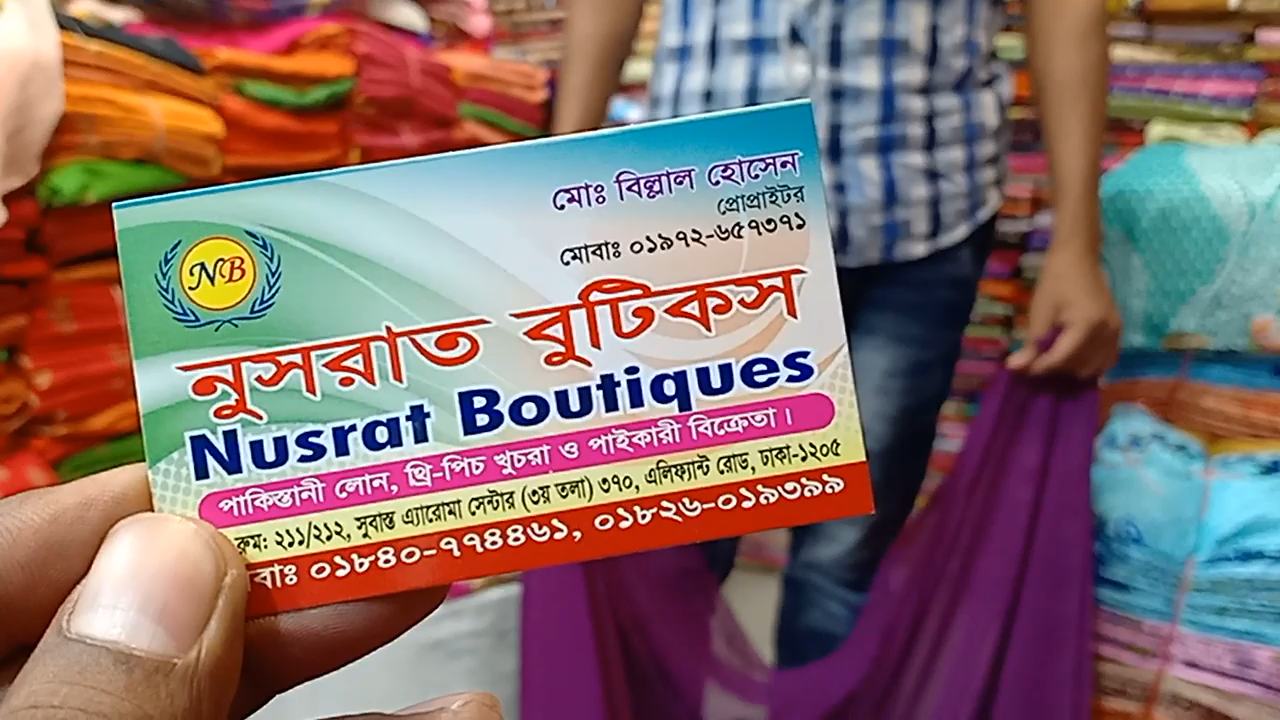 মোঃ বিল্লাল হোসেন
প্রোপ্রাইটর
মোবাঃ ০১৯৭২-৬৫৭৩৭১
NB
নুসরাত বুটিকস
Nusrat Boutiques
পাকিস্তানী লোন, থ্রি-পিচ খুচরা ও পাইকারী বিক্রেতা।
রুম: ২১১/২১২, সুবাস্ত এ্যারোমা সেন্টার (৩য় তলা) ৩৭০, এলিফ্যান্ট রোড, ঢাকা-১২০৫
বাঃ ০১৮৪০-৭৭৪৪৬১, ০১৮২৬-০১৯৩৯৯